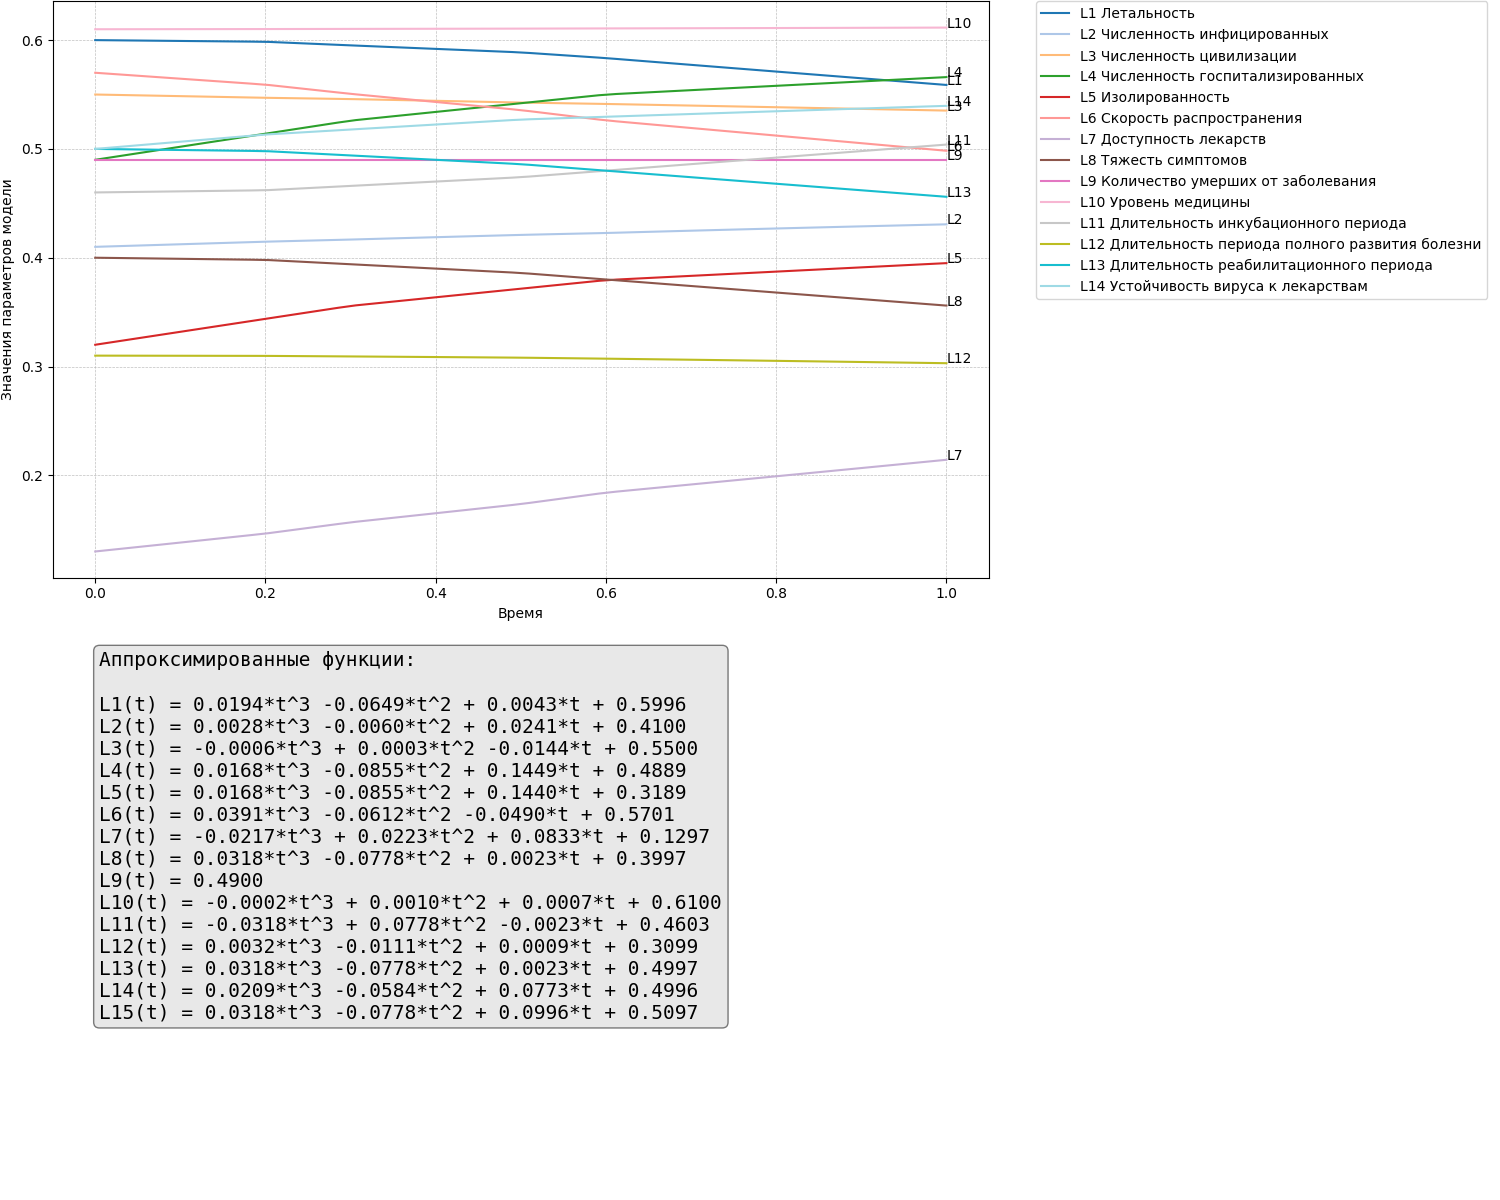 Значения параметров модели
0.6
0.5
0.4
0.3
0.2
0.0
0.2
0.4
0.6
0.8
1.0
Время
L10
L4
L1
L14
L3
L11
L6
L9
L13
L2
L5
L8
L12
L7
L1 Летальность
L2 Численность инфицированных
L3 Численность цивилизации
L4 Численность госпитализированных
L5 Изолированность
L6 Скорость распространения
L7 Доступность лекарств
L8 Тяжесть симптомов
L9 Количество умерших от заболевания
L10 Уровень медицины
L11 Длительность инкубационного периода
L12 Длительность периода полного развития болезни
L13 Длительность реабилитационного периода
L14 Устойчивость вируса к лекарствам
Аппроксимированные функции:
L1(t) = 0.0194*t^3 -0.0649*t^2 + 0.0043*t + 0.5996
L2(t) = 0.0028*t^3 -0.0060*t^2 + 0.0241*t + 0.4100
L3(t) = -0.0006*t^3 + 0.0003*t^2 -0.0144*t + 0.5500
L4(t) = 0.0168*t^3 -0.0855*t^2 + 0.1449*t + 0.4889
L5(t) = 0.0168*t^3 -0.0855*t^2 + 0.1440*t + 0.3189
L6(t) = 0.0391*t^3 -0.0612*t^2 -0.0490*t + 0.5701
L7(t) = -0.0217*t^3 + 0.0223*t^2 + 0.0833*t + 0.1297
L8(t) = 0.0318*t^3 -0.0778*t^2 + 0.0023*t + 0.3997
L9(t) = 0.4900
L10(t) = -0.0002*t^3 + 0.0010*t^2 + 0.0007*t + 0.6100
L11(t) = -0.0318*t^3 + 0.0778*t^2 -0.0023*t + 0.4603
L12(t) = 0.0032*t^3 -0.0111*t^2 + 0.0009*t + 0.3099
L13(t) = 0.0318*t^3 -0.0778*t^2 + 0.0023*t + 0.4997
L14(t) = 0.0209*t^3 -0.0584*t^2 + 0.0773*t + 0.4996
L15(t) = 0.0318*t^3 -0.0778*t^2 + 0.0996*t + 0.5097